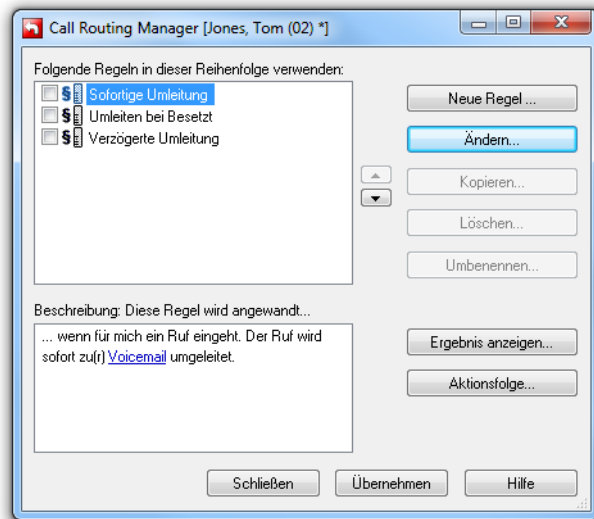 Call Routing Manager [Jones, Tom (02) *]
Folgende Regeln in dieser Reihenfolge verwenden:
§ Sofortige Umleitung
§ Umleiten bei Besetzt
§ Verzögerte Umleitung
Neue Regel ...
Ändern...
Kopieren...
Löschen...
Umbenennen...
Beschreibung: Diese Regel wird angewandt...
... wenn für mich ein Ruf eingeht. Der Ruf wird
sofort zu(r) Voicemail umgeleitet.
Ergebnis anzeigen...
Aktionsfolge...
Schließen
Übernehmen
Hilfe